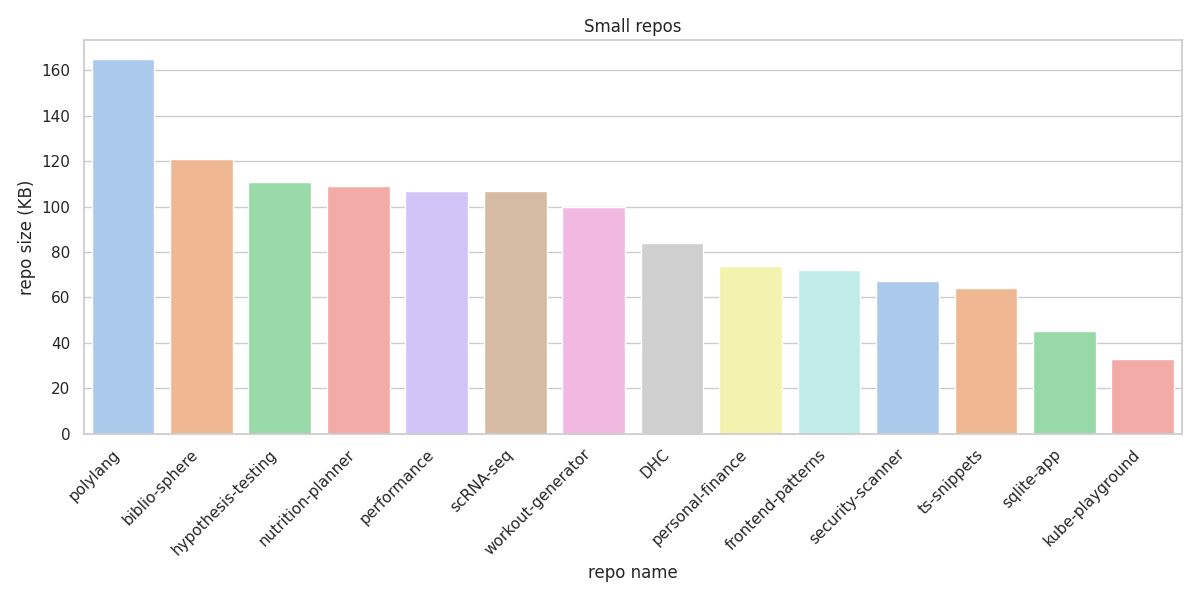 Small repos
repo size (KB)
160
140
120
100
80
60
40
20
0
polylang
biblio-sphere
hypothesis-testing
nutrition-planner
performance
scRNA-seq
workout-generator
DHC
personal-finance
frontend-patterns
security-scanner
ts-snippets
sqlite-app
kube-playground
repo name